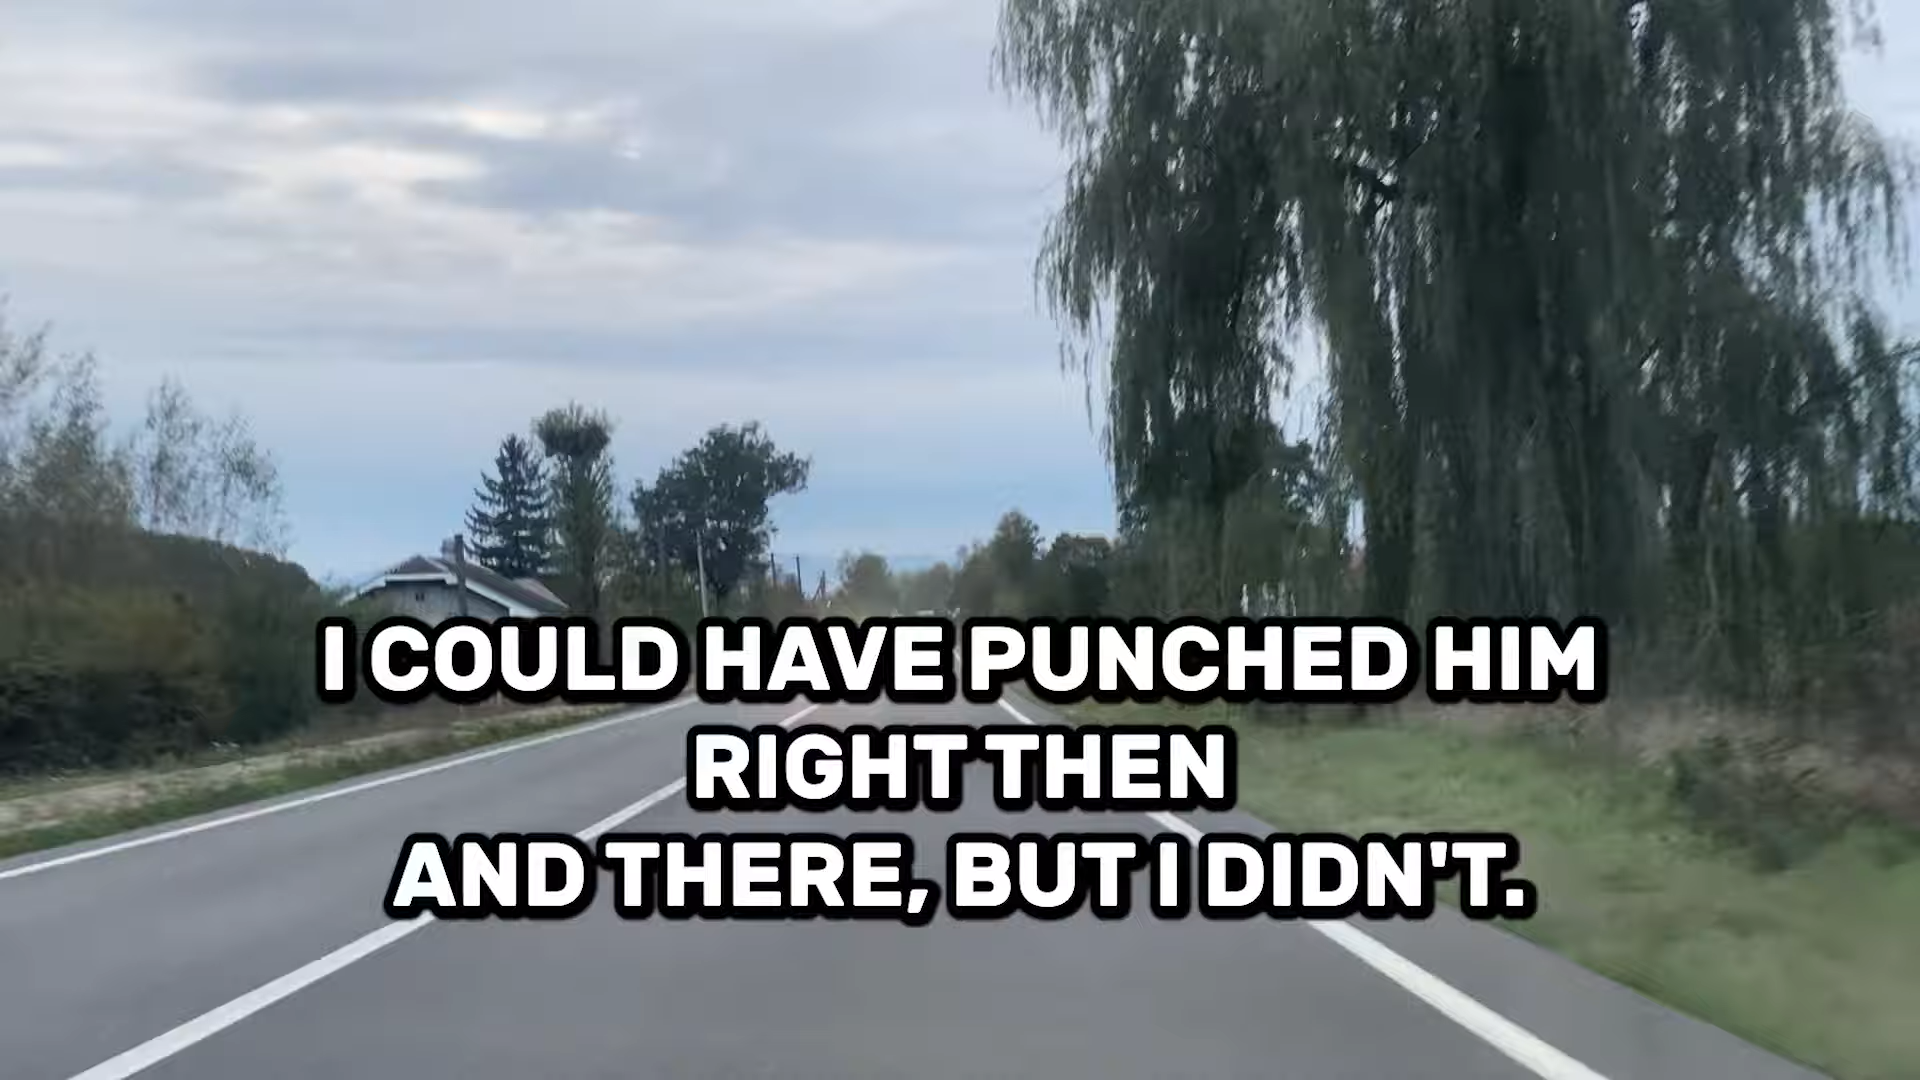 I COULD HAVE PUNCHED HIM
RIGHT THEN
AND THERE, BUT I DIDN'T.